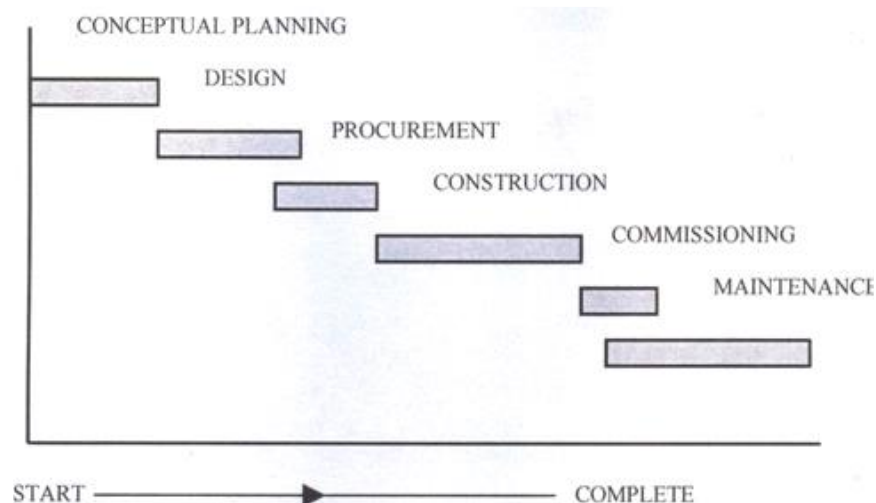 CONCEPTUAL PLANNING
DESIGN
PROCUREMENT
CONSTRUCTION
COMMISSIONING
MAINTENANCE
START
COMPLETE